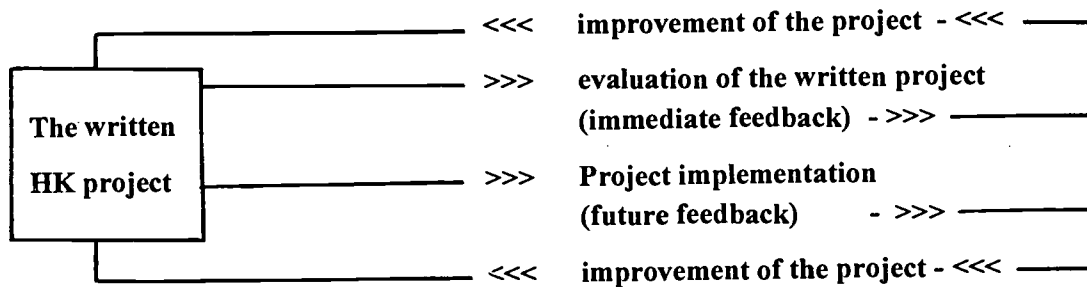 <<< improvement of the project - <<<
>>> evaluation of the written project
(immediate feedback) - >>>
The written
HK project
>>> Project implementation
(future feedback) - >>>
<<< improvement of the project - <<<